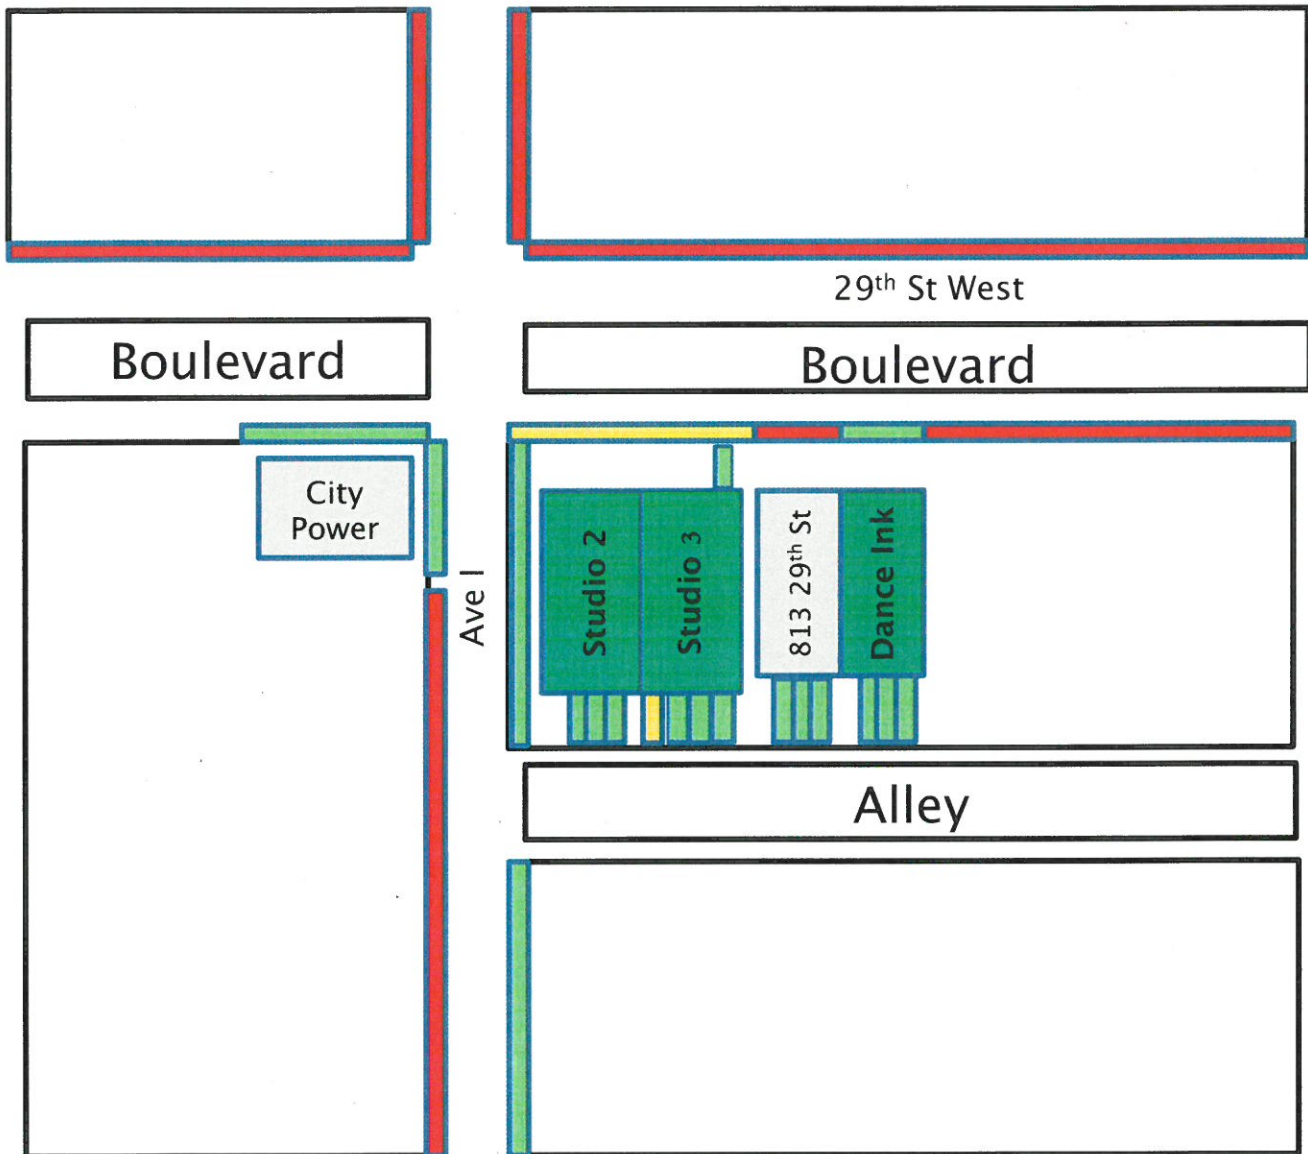 29th St West
Boulevard
Boulevard
City
Power
Ave I
Studio 2
Studio 3
813 29th St
Dance Ink
Alley